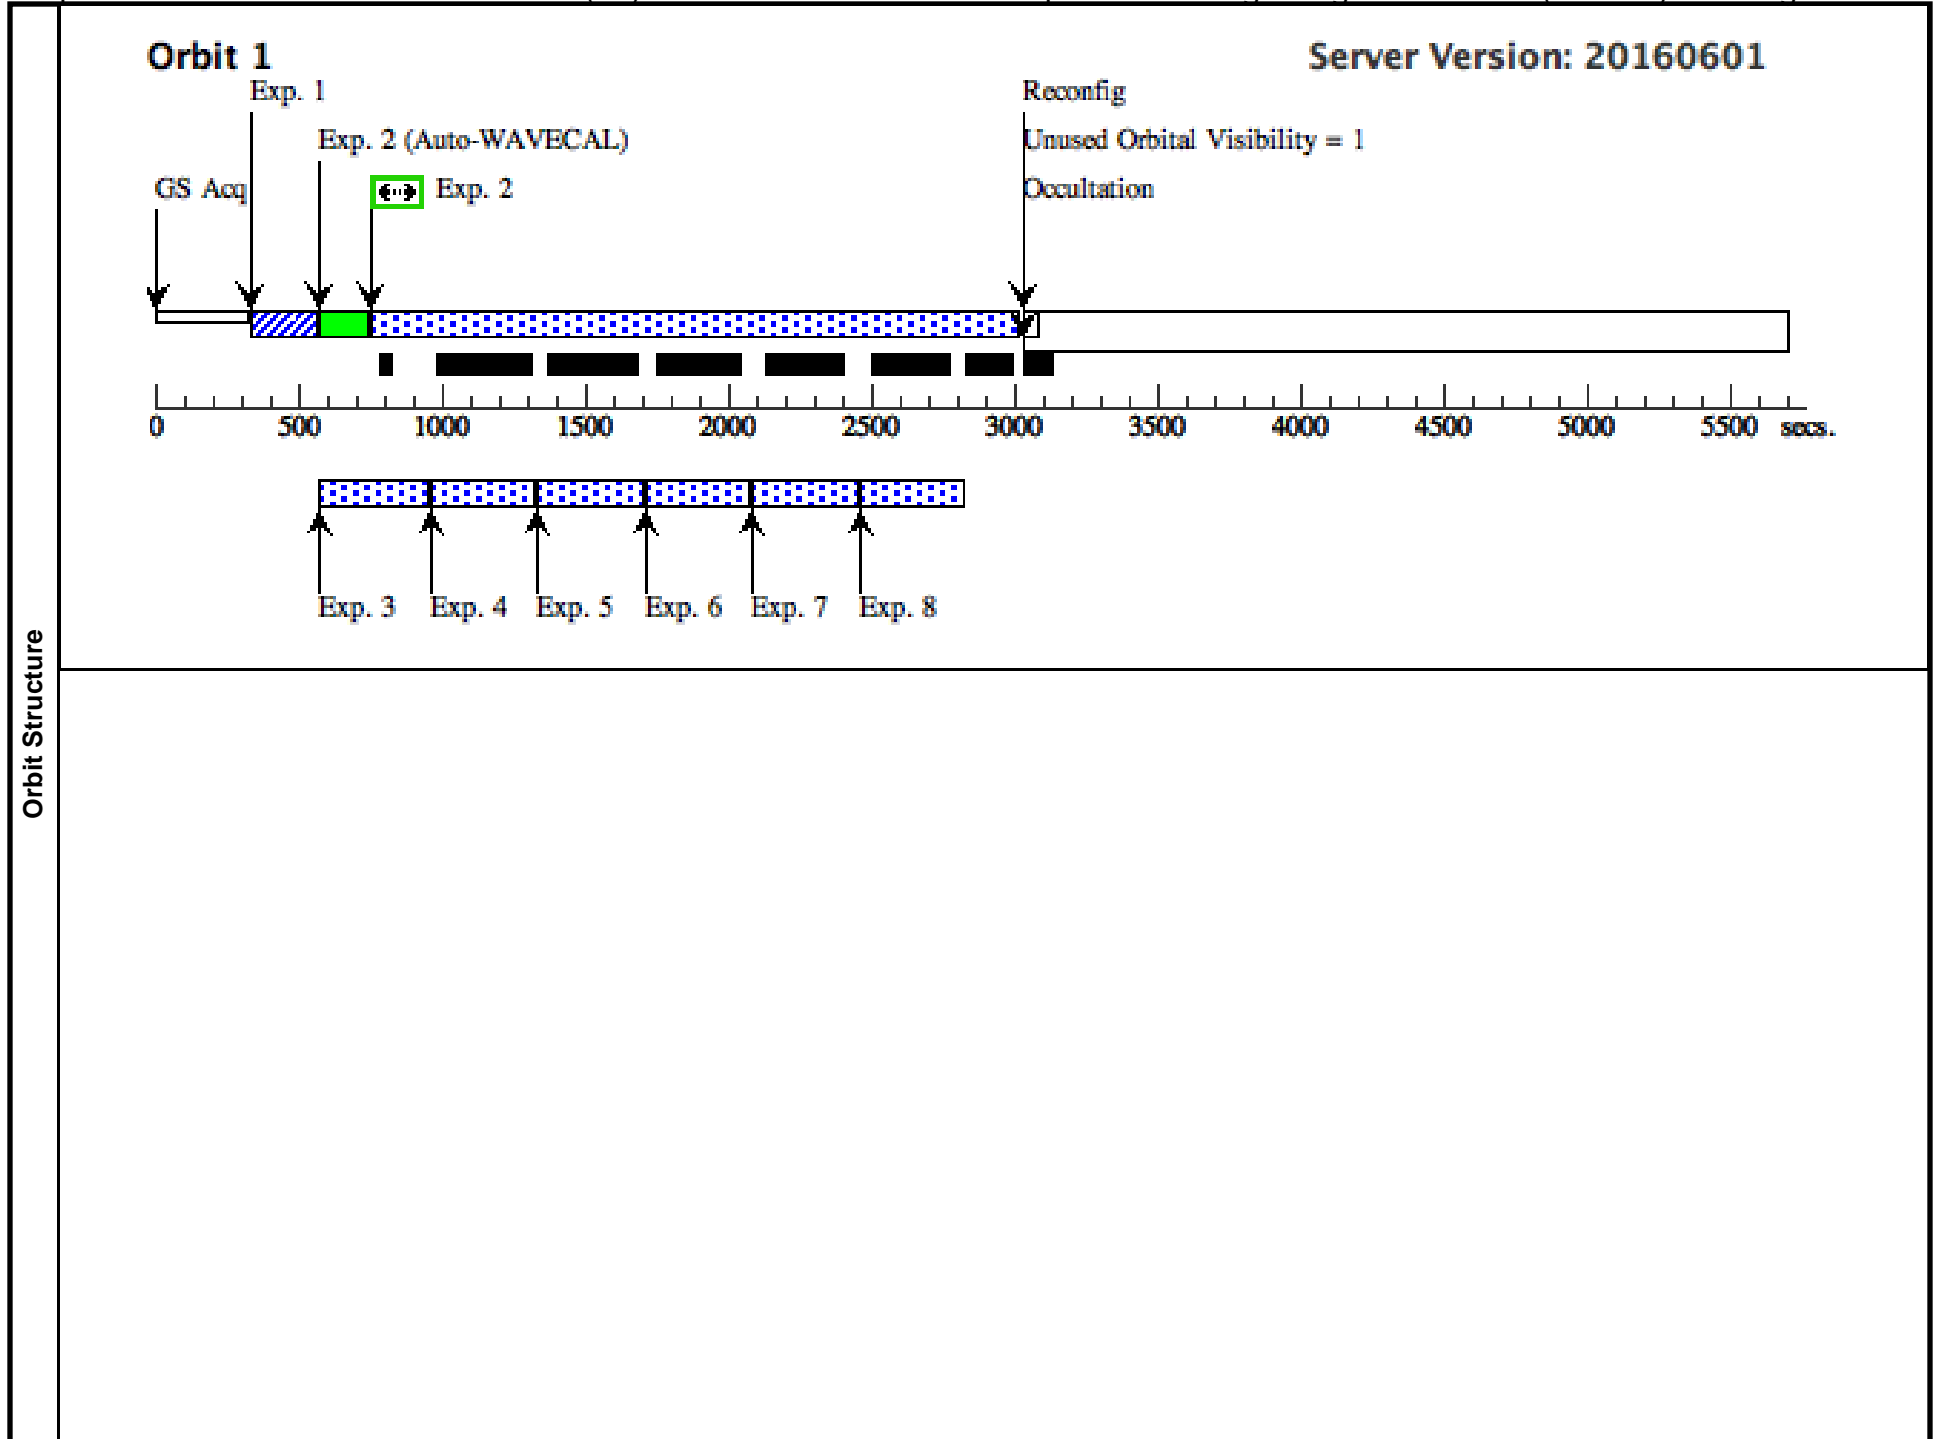 Orbit 1
Server Version: 20160601
Exp. 1
Reconfig
Exp. 2 (Auto-WAVECAL)
Unused Orbital Visibility = 1
GS Acq
Exp. 2
Occultation
0 500 1000 1500 2000 2500 3000 3500 4000 4500 5000 5500 secs.
Exp. 3 Exp. 4 Exp. 5 Exp. 6 Exp. 7 Exp. 8
Orbit Structure